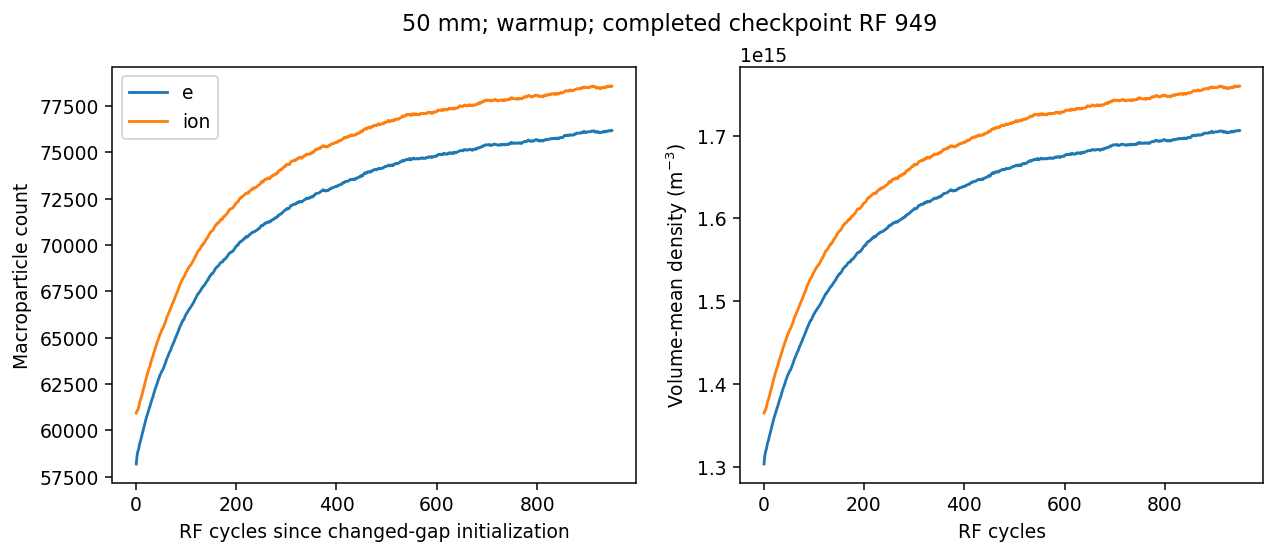 50 mm; warmup; completed checkpoint RF 949
e
ion
Macroparticle count
77500
75000
72500
70000
67500
65000
62500
60000
57500
0 200 400 600 800
RF cycles since changed-gap initialization
1e15
Volume-mean density (m⁻³)
1.7
1.6
1.5
1.4
1.3
0 200 400 600 800
RF cycles